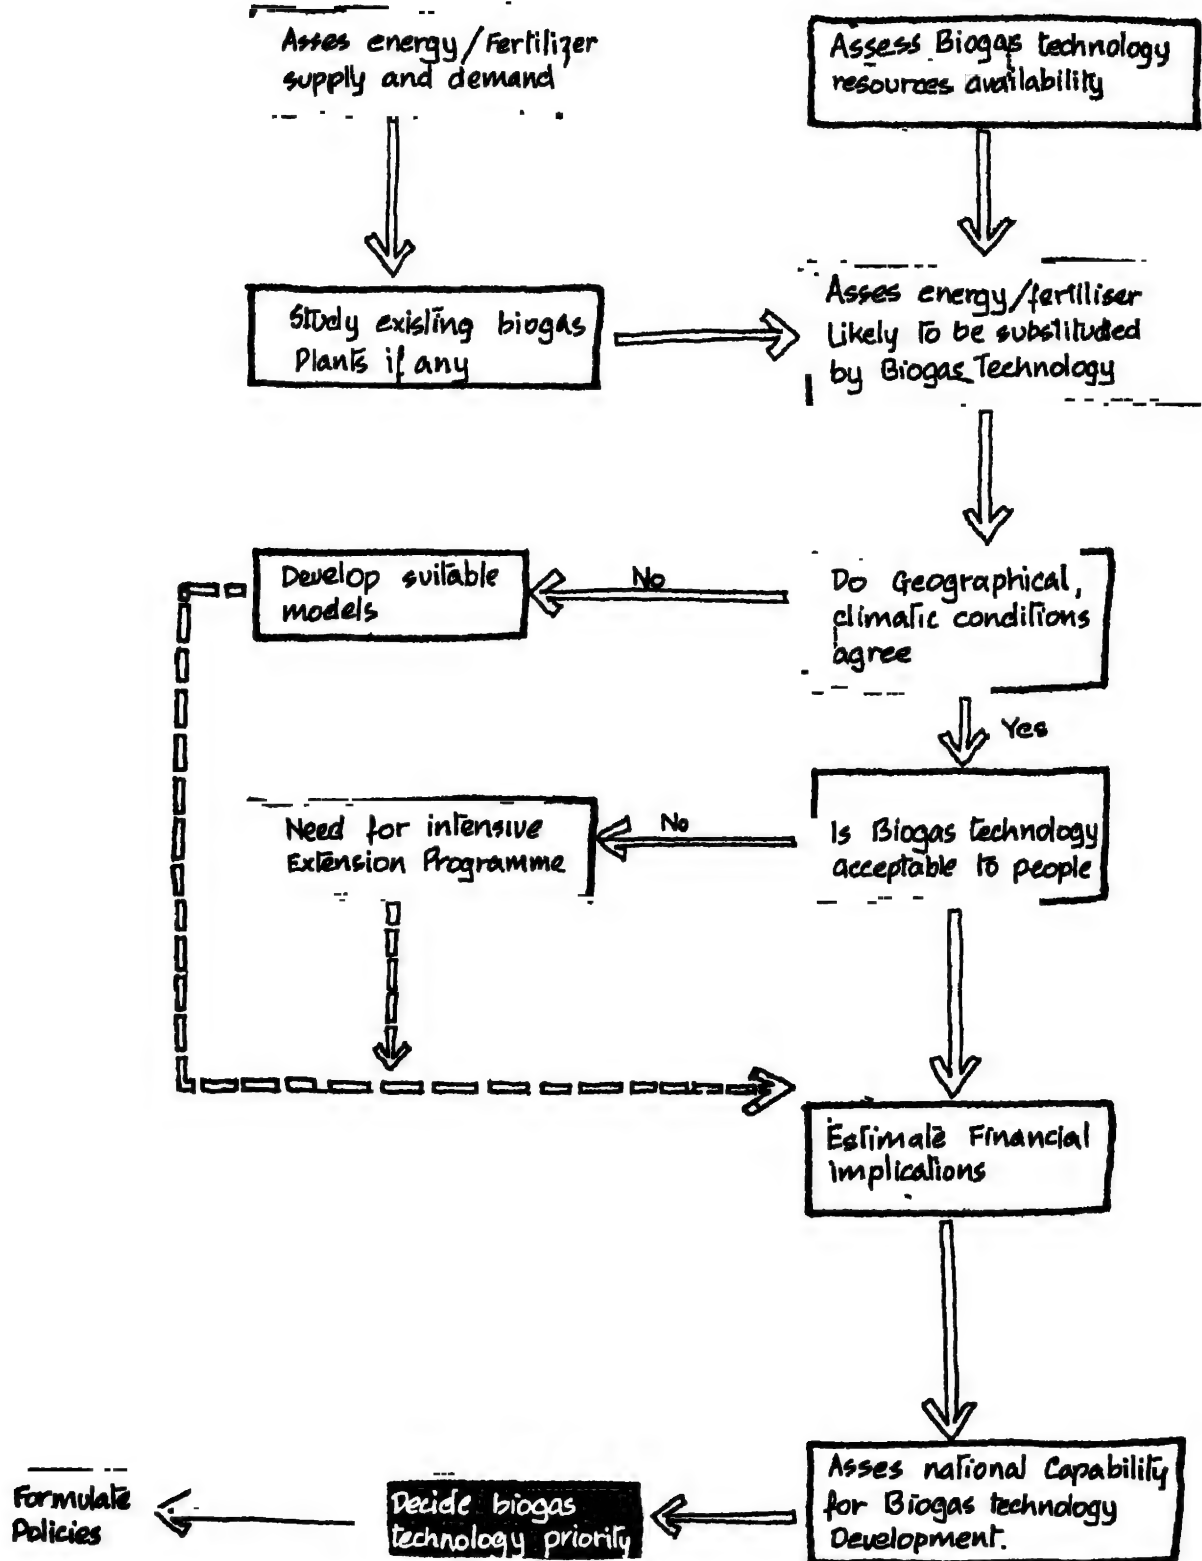 Asses energy/Fertilizer
supply and demand
Assess Biogas technology
resources availability
Study existing biogas
Plants if any
Asses energy/fertiliser
Likely to be substituded
by Biogas Technology
Develop suitable
models
No
Do Geographical,
climatic conditions
agree
Yes
Need for intensive
Extension Programme
No
Is Biogas technology
acceptable to people
Estimate Financial
implications
Asses national Capability
for Biogas technology
Development.
Decide biogas
technology priority
Formulate
Policies